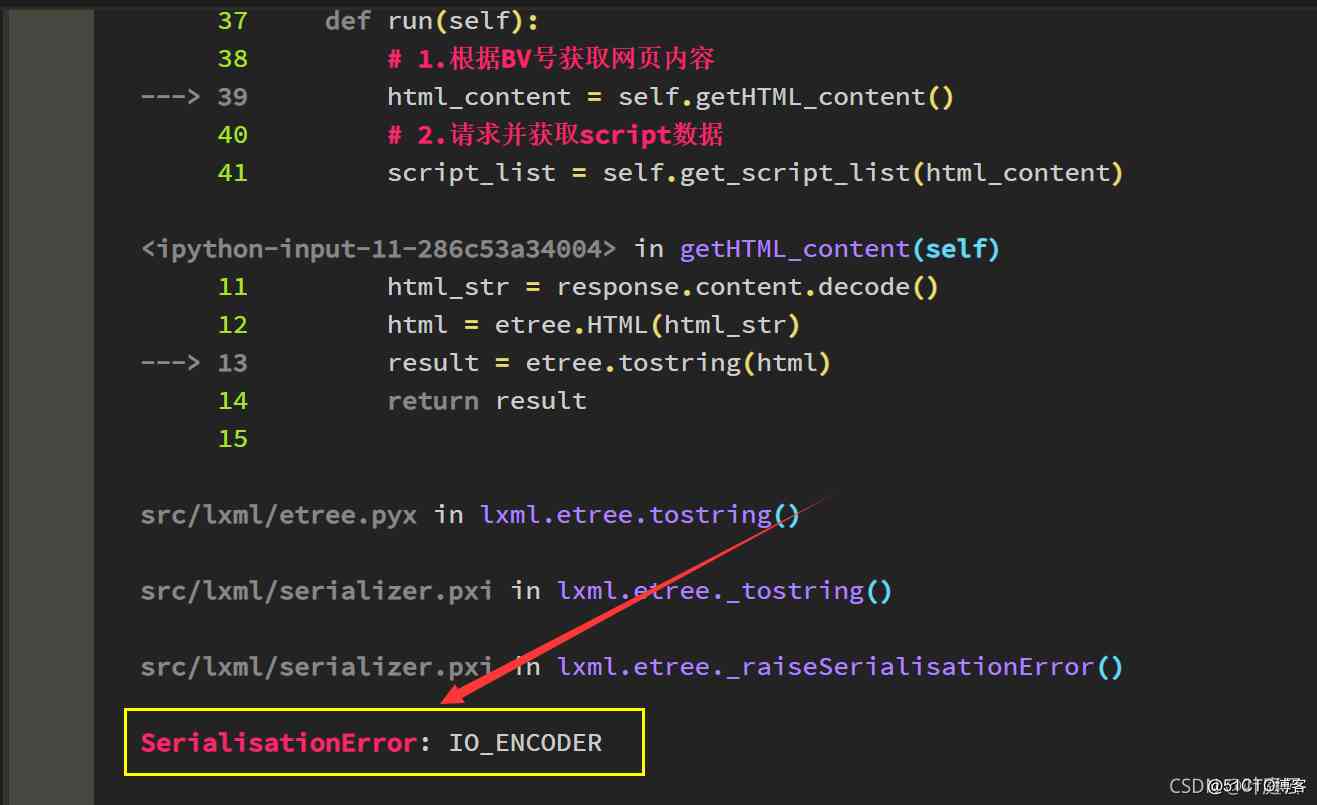 37 def run(self):
38 # 1.根据BV号获取网页内容
---> 39 html_content = self.getHTML_content()
40 # 2.请求并获取script数据
41 script_list = self.get_script_list(html_content)
<ipython-input-11-286c53a34004> in getHTML_content(self)
11 html_str = response.content.decode()
12 html = etree.HTML(html_str)
---> 13 result = etree.tostring(html)
14 return result
15
src/lxml/etree.pyx in lxml.etree.tostring()
src/lxml/serializer.pxi in lxml.etree._tostring()
src/lxml/serializer.pxi in lxml.etree._raiseSerialisationError()
SerialisationError: IO_ENCODER
CSDN @51CTO博客